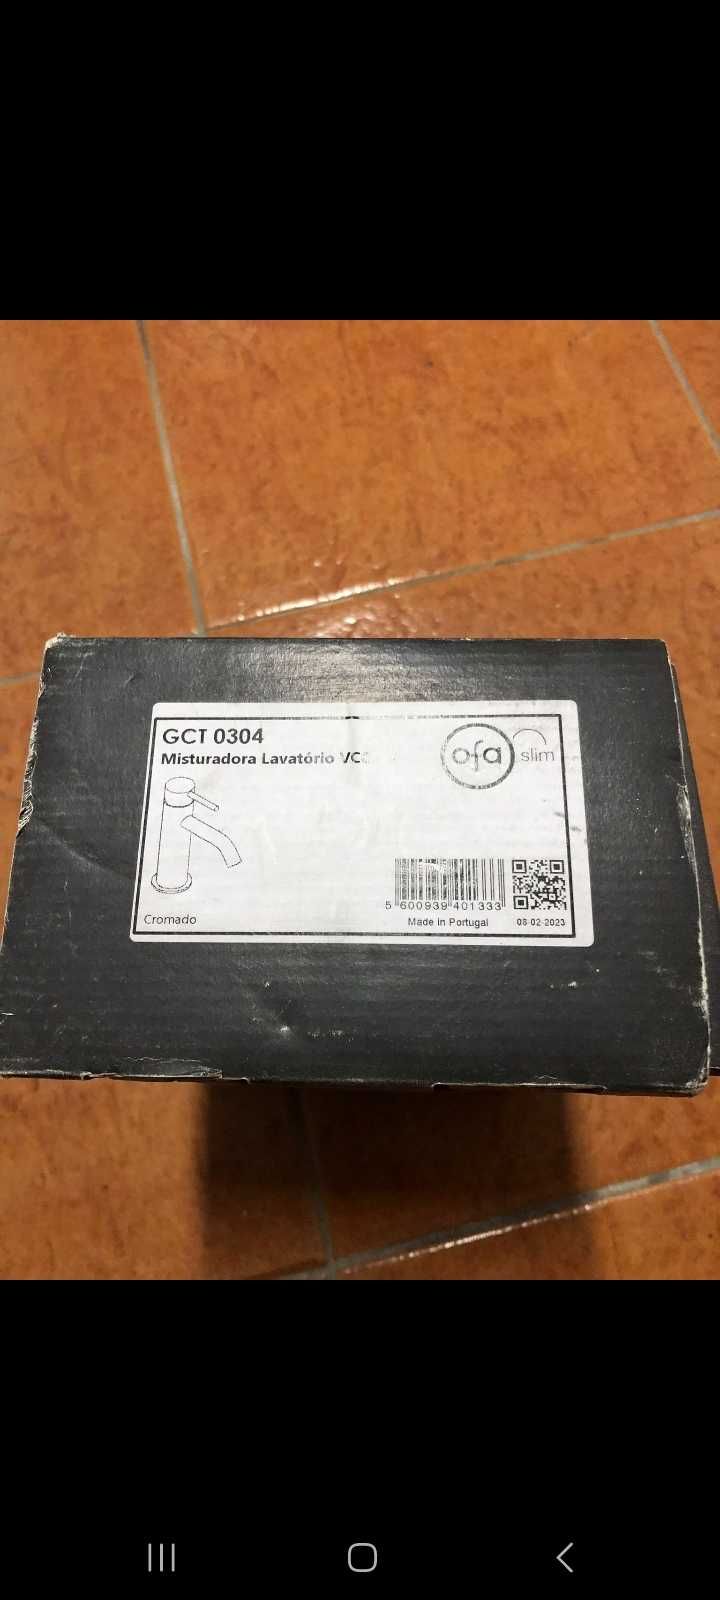 GCT 0304
Misturadora Lavatório
ofa
slim
Cromado
5 600939 401333
Made in Portugal
08-02-2023